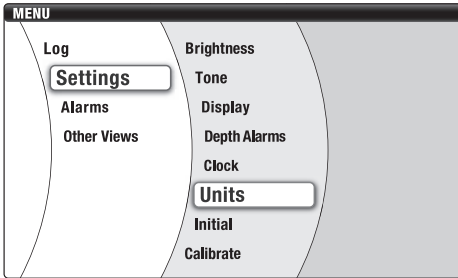 MENU
Log
Settings
Alarms
Other Views
Brightness
Tone
Display
Depth Alarms
Clock
Units
Initial
Calibrate